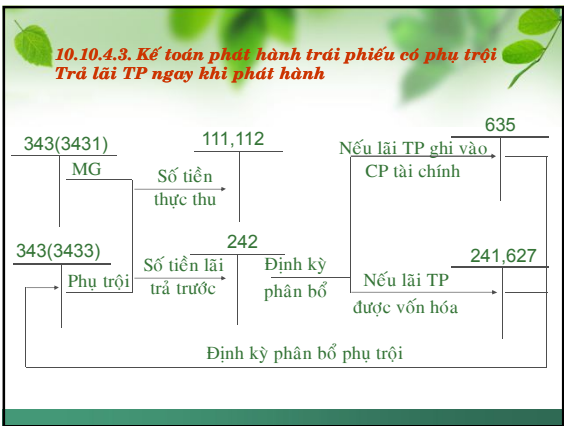 10.10.4.3. Kế toán phát hành trái phiếu có phụ trội
Trả lãi TP ngay khi phát hành
635
343(3431)
111,112
Nếu lãi TP ghi vào
CP tài chính
MG
Số tiền
thực thu
343(3433)
242
241,627
Phụ trội
Số tiền lãi
trả trước
Định kỳ
phân bổ
Nếu lãi TP
được vốn hóa
Định kỳ phân bổ phụ trội